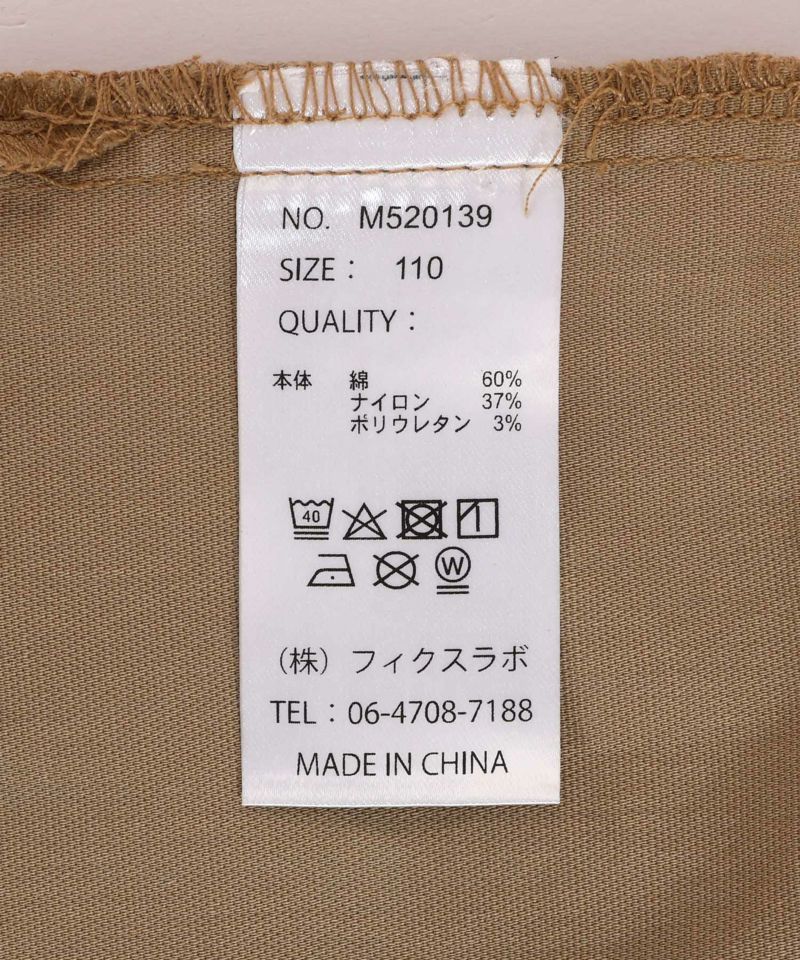 NO. M520139
SIZE： 110
QUALITY：
本体 綿 60%
ナイロン 37%
ポリウレタン 3%
40
W
（株）フィクスラボ
TEL：06-4708-7188
MADE IN CHINA